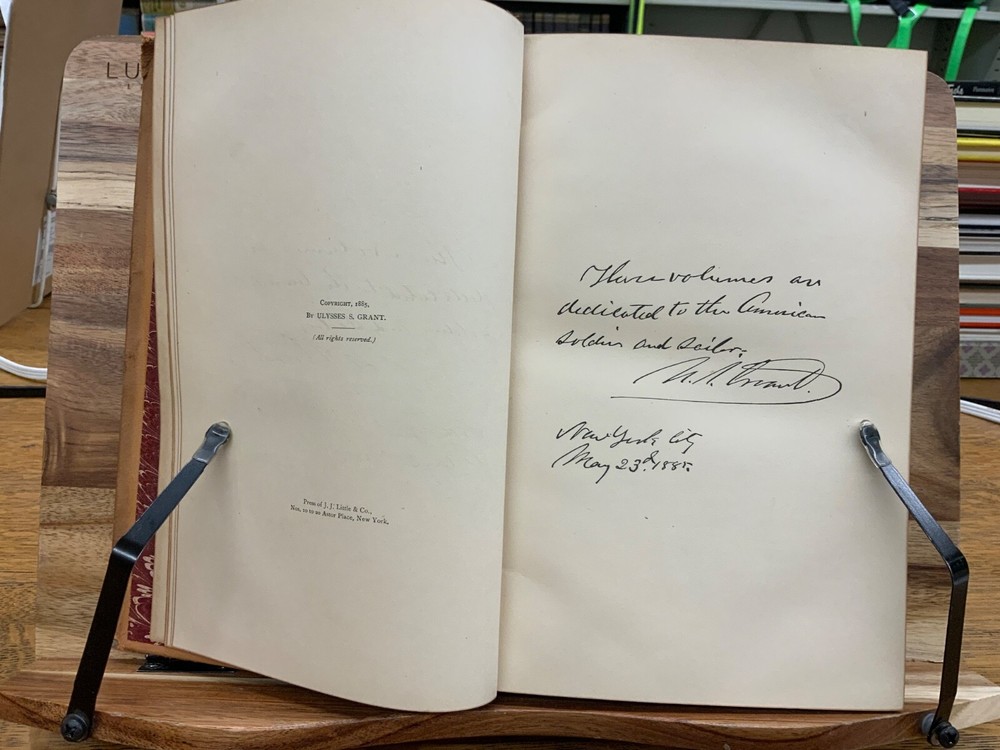 LU
COPYRIGHT, 1885,
BY ULYSSES S. GRANT.
(All rights reserved.)
Press of J. J. Little & Co.,
Nos. 10 to 20 Astor Place, New York.
These volumes are
dedicated to the American
soldier and sailor.
U. S. Grant.
New York City
May 23d. 1885.